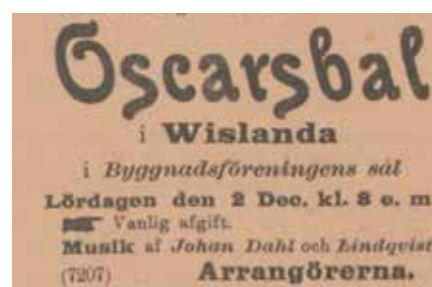 Oscarsbal
i Wislanda
i Byggnadsföreningens sal
Lördagen den 2 Dec. kl. 8 e. m
Vanlig afgift.
Musik af Johan Dahl och Lindqvist
(7207) Arrangörerna.